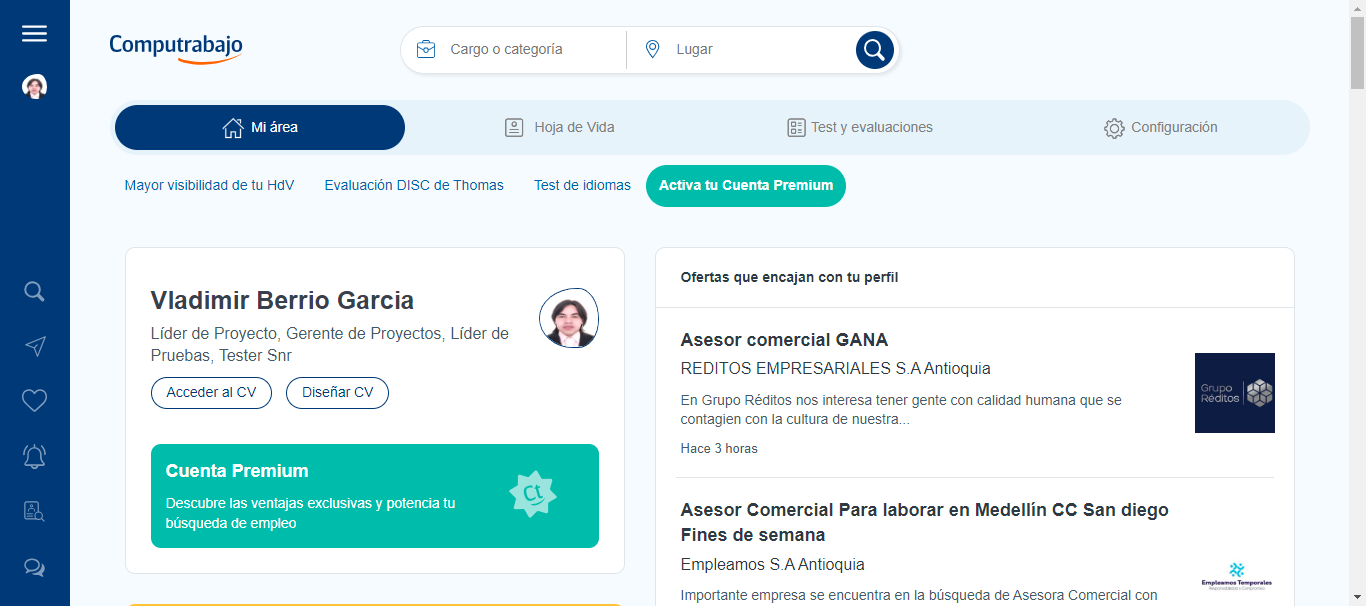 Computrabajo
Cargo o categoría
Lugar
Mi área
Hoja de Vida
Test y evaluaciones
Configuración
Mayor visibilidad de tu HdV
Evaluación DISC de Thomas
Test de idiomas
Activa tu Cuenta Premium
Vladimir Berrio Garcia
Líder de Proyecto, Gerente de Proyectos, Líder de
Pruebas, Tester Snr
Acceder al CV
Diseñar CV
Cuenta Premium
Descubre las ventajas exclusivas y potencia tu
búsqueda de empleo
Ct
Ofertas que encajan con tu perfil
Asesor comercial GANA
REDITOS EMPRESARIALES S.A Antioquia
En Grupo Réditos nos interesa tener gente con calidad humana que se
contagien con la cultura de nuestra...
Hace 3 horas
Grupo
Réditos
Asesor Comercial Para laborar en Medellín CC San diego
Fines de semana
Empleamos S.A Antioquia
Importante empresa se encuentra en la búsqueda de Asesora Comercial con
Empleamos Temporales